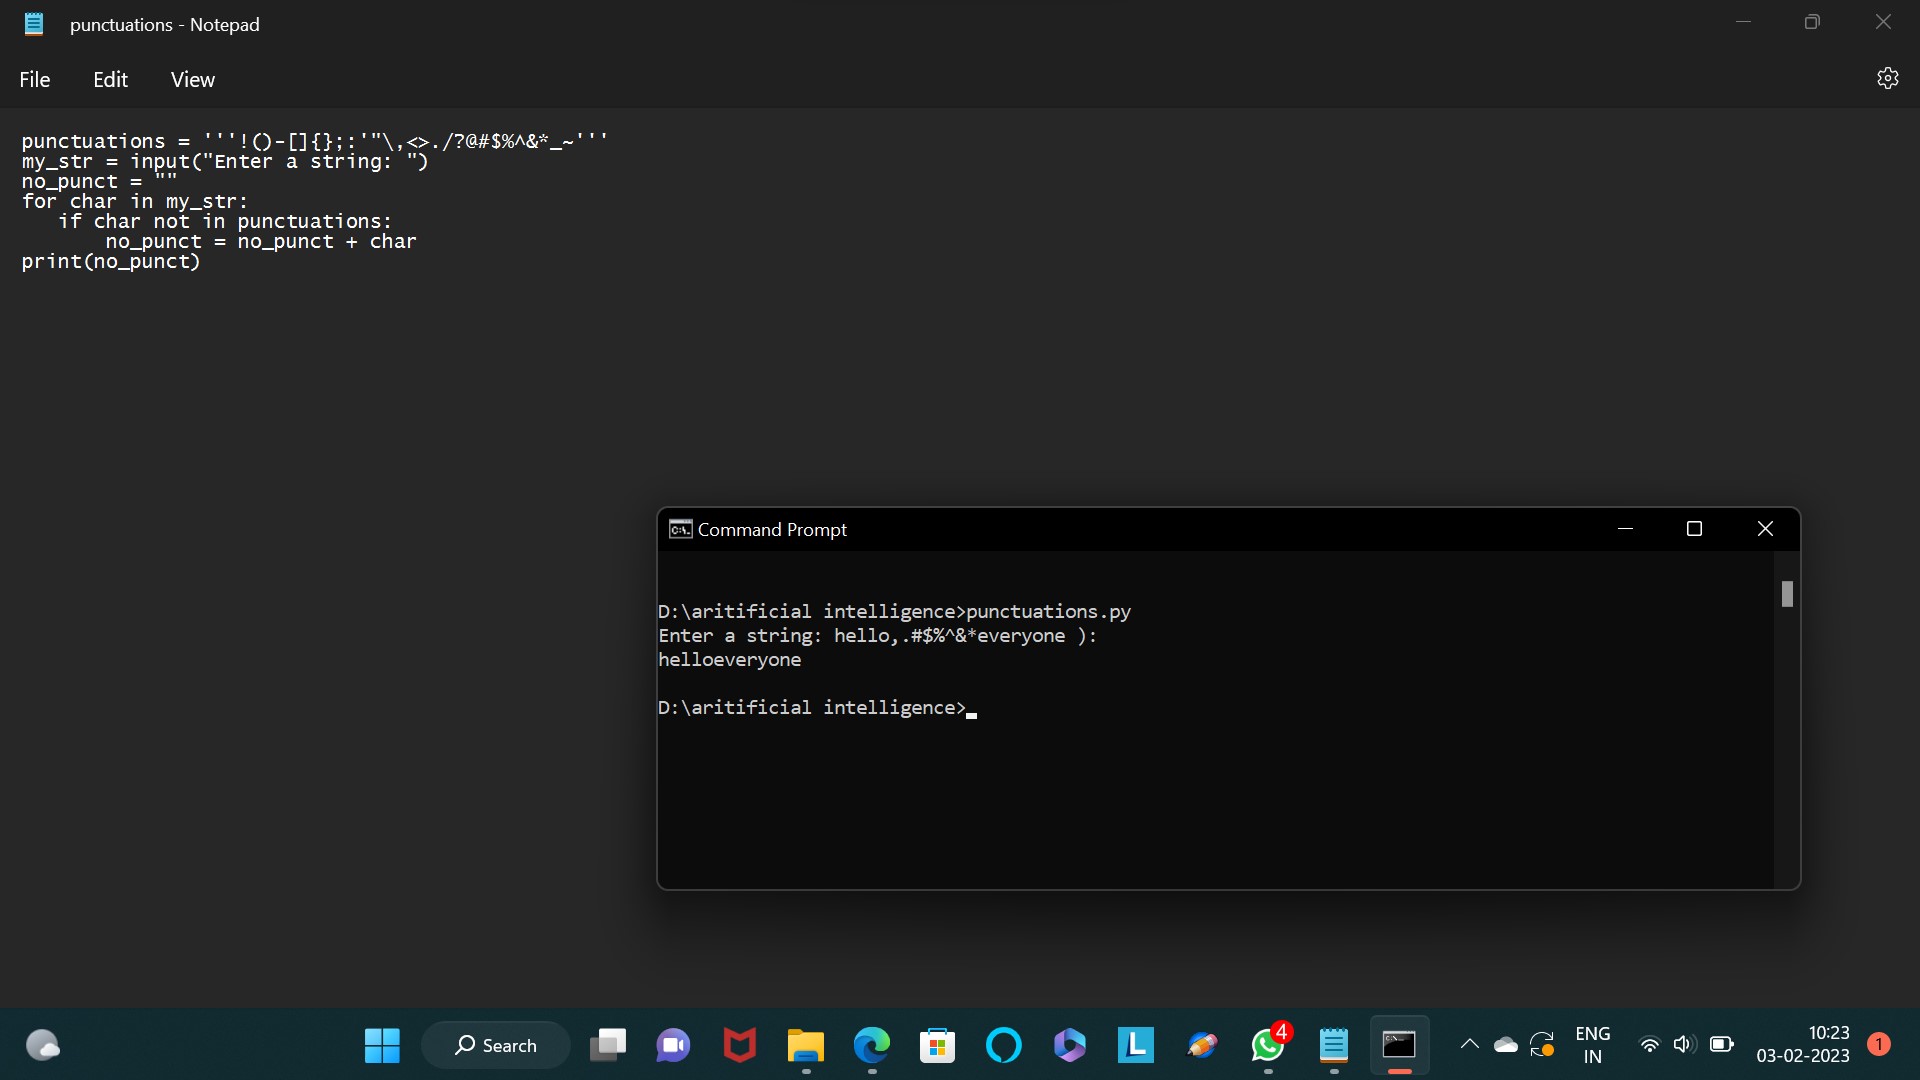 punctuations - Notepad
File Edit View
punctuations = '''!()-[]{};:'"\,<>./?@#$%^&*_~'''
my_str = input("Enter a string: ")
no_punct = ""
for char in my_str:
   if char not in punctuations:
       no_punct = no_punct + char
print(no_punct)
Command Prompt
D:\aritificial intelligence>punctuations.py
Enter a string: hello,.#$%^&*everyone ):
helloeveryone
D:\aritificial intelligence>
Search
L
4
ENG
IN
10:23
03-02-2023
1